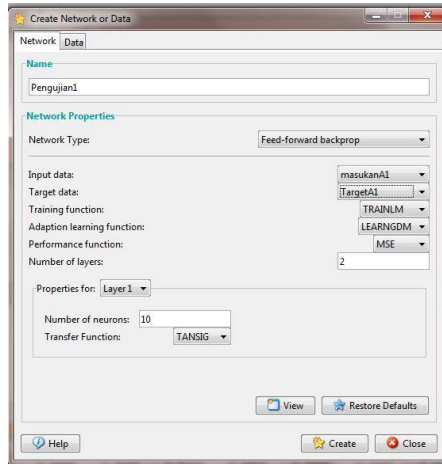 Create Network or Data
Network Data
Name
Pengujian1
Network Properties
Network Type: Feed-forward backprop
Input data: masukanA1
Target data: TargetA1
Training function: TRAINLM
Adaption learning function: LEARNGDM
Performance function: MSE
Number of layers: 2
Properties for: Layer 1
Number of neurons: 10
Transfer Function: TANSIG
View Restore Defaults
Help Create Close